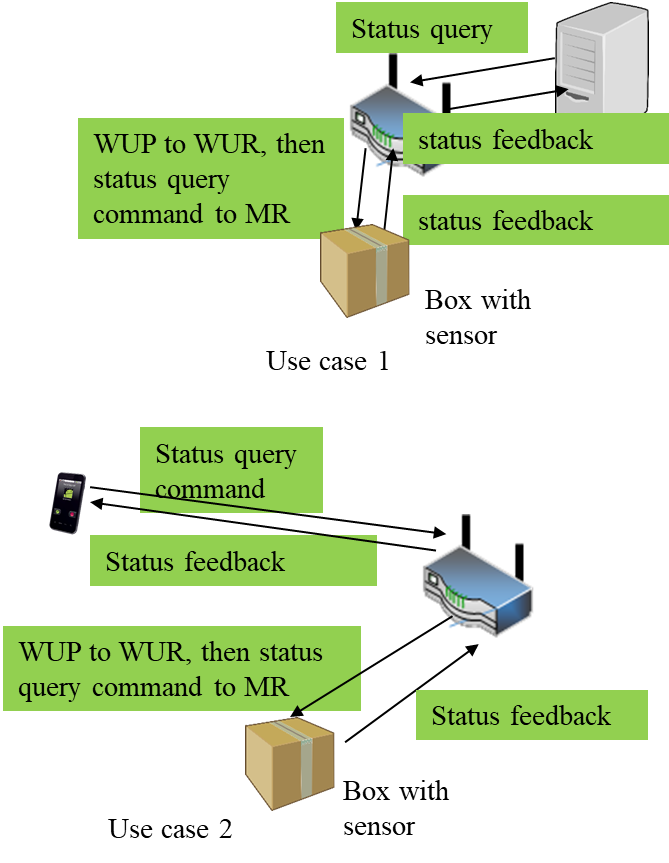 Status query
WUP to WUR, then
status query
command to MR
status feedback
status feedback
Box with
sensor
Use case 1
Status query
command
Status feedback
WUP to WUR, then status
query command to MR
Status feedback
Box with
sensor
Use case 2